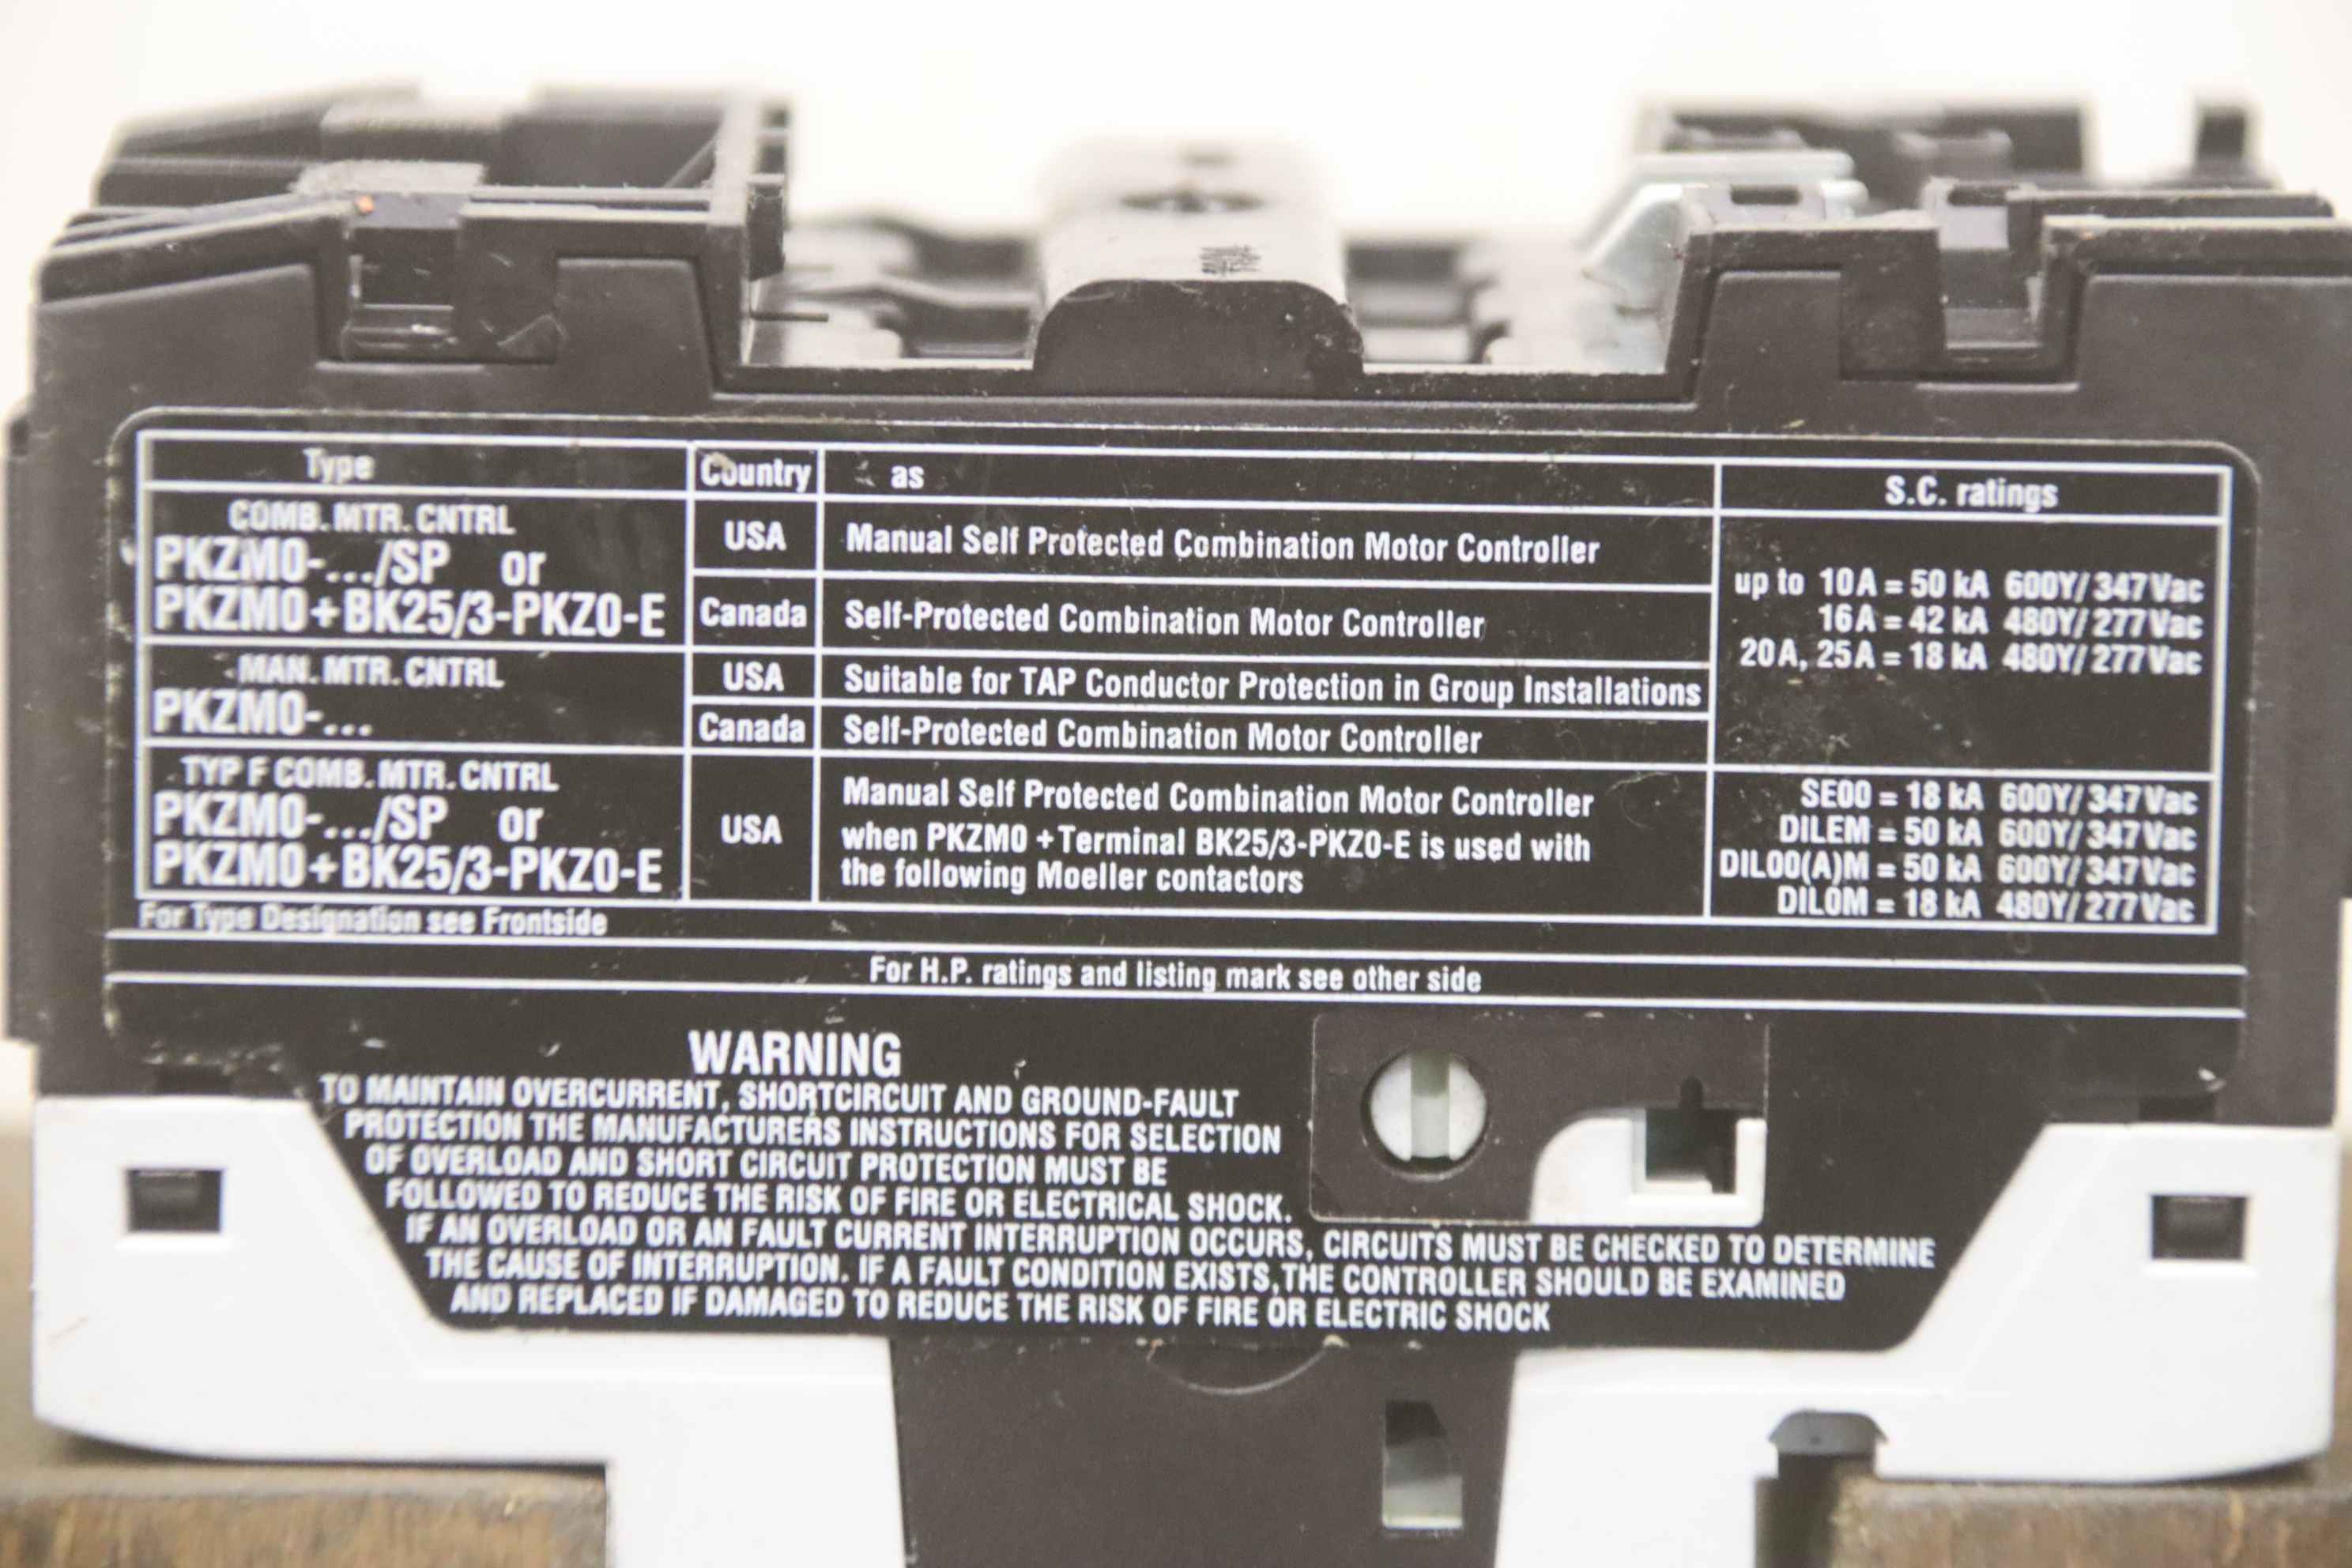 Type Country as S.C. ratings
COMB. MTR. CNTRL
PKZM0-.../SP or
PKZM0+BK25/3-PKZ0-E
USA Manual Self Protected Combination Motor Controller
Canada Self-Protected Combination Motor Controller
up to 10A = 50 kA 600Y/347Vac
16A = 42 kA 480Y/277Vac
20A, 25A = 18 kA 480Y/277Vac
MAN. MTR. CNTRL
PKZM0-...
USA Suitable for TAP Conductor Protection in Group Installations
Canada Self-Protected Combination Motor Controller
TYP F COMB. MTR. CNTRL
PKZM0-.../SP or
PKZM0+BK25/3-PKZ0-E
USA
Manual Self Protected Combination Motor Controller
when PKZM0 +Terminal BK25/3-PKZ0-E is used with
the following Moeller contactors
SE00 = 18 kA 600Y/347Vac
DILEM = 50 kA 600Y/347Vac
DIL00(A)M = 50 kA 600Y/347Vac
DIL0M = 18 kA 480Y/277Vac
For Type Designation see Frontside
For H.P. ratings and listing mark see other side
WARNING
TO MAINTAIN OVERCURRENT, SHORTCIRCUIT AND GROUND-FAULT
PROTECTION THE MANUFACTURERS INSTRUCTIONS FOR SELECTION
OF OVERLOAD AND SHORT CIRCUIT PROTECTION MUST BE
FOLLOWED TO REDUCE THE RISK OF FIRE OR ELECTRICAL SHOCK.
IF AN OVERLOAD OR AN FAULT CURRENT INTERRUPTION OCCURS, CIRCUITS MUST BE CHECKED TO DETERMINE
THE CAUSE OF INTERRUPTION. IF A FAULT CONDITION EXISTS,THE CONTROLLER SHOULD BE EXAMINED
AND REPLACED IF DAMAGED TO REDUCE THE RISK OF FIRE OR ELECTRIC SHOCK